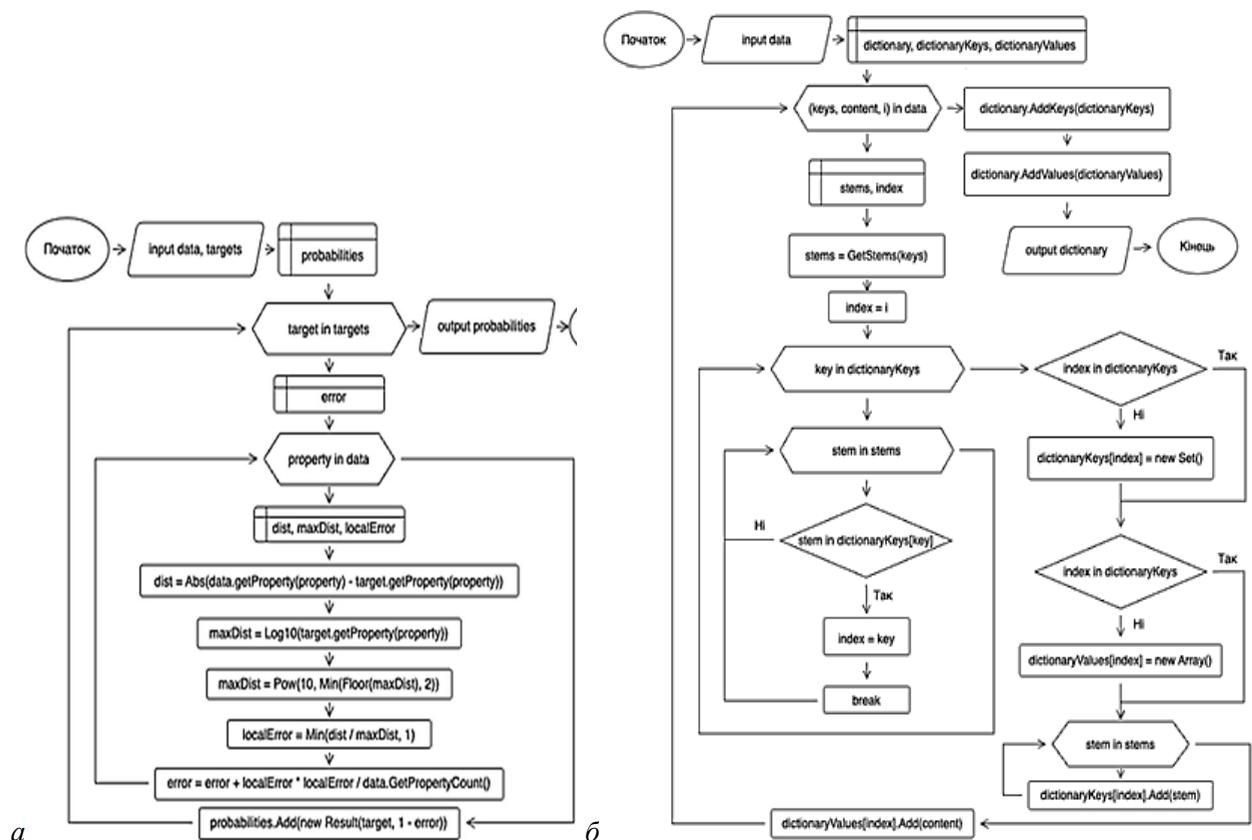 Початок
input data, targets
probabilities
target in targets
output probabilities
error
property in data
dist, maxDist, localError
dist = Abs(data.getProperty(property) - target.getProperty(property))
maxDist = Log10(target.getProperty(property))
maxDist = Pow(10, Min(Floor(maxDist), 2))
localError = Min(dist / maxDist, 1)
error = error + localError * localError / data.GetPropertyCount()
probabilities.Add(new Result(target, 1 - error))
а
Початок
input data
dictionary, dictionaryKeys, dictionaryValues
(keys, content, i) in data
dictionary.AddKeys(dictionaryKeys)
dictionary.AddValues(dictionaryValues)
output dictionary
Кінець
stems, index
stems = GetStems(keys)
index = i
key in dictionaryKeys
stem in stems
stem in dictionaryKeys[key]
Ні
Так
index = key
break
index in dictionaryKeys
Так
Ні
dictionaryKeys[index] = new Set()
index in dictionaryKeys
Так
Ні
dictionaryValues[index] = new Array()
stem in stems
dictionaryKeys[index].Add(stem)
dictionaryValues[index].Add(content)
б